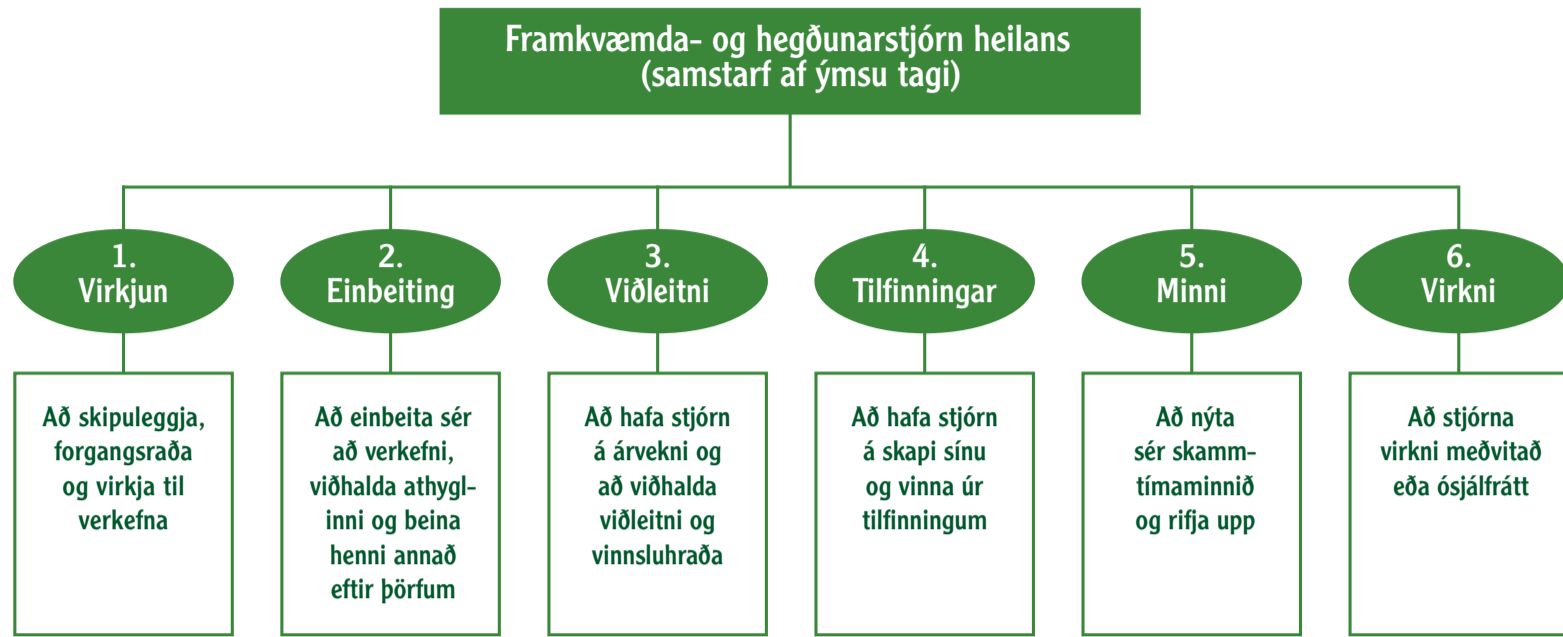 Framkvæmda- og hegðunarstjórn heilans
(samstarf af ýmsu tagi)
1.
Virkjun
2.
Einbeiting
3.
Viðleitni
4.
Tilfinningar
5.
Minni
6.
Virkni
Að skipuleggja,
forgangsraða
og virkja til
verkefna
Að einbeita sér
að verkefni,
viðhalda athygl-
inni og beina
henni annað
eftir þörfum
Að hafa stjórn
á árvekni og
að viðhalda
viðleitni og
vinnsluhraða
Að hafa stjórn
á skapi sínu
og vinna úr
tilfinningum
Að nýta
sér skamm-
tímaminnið
og rifja upp
Að stjórna
virkni meðvitað
eða ósjálfrátt